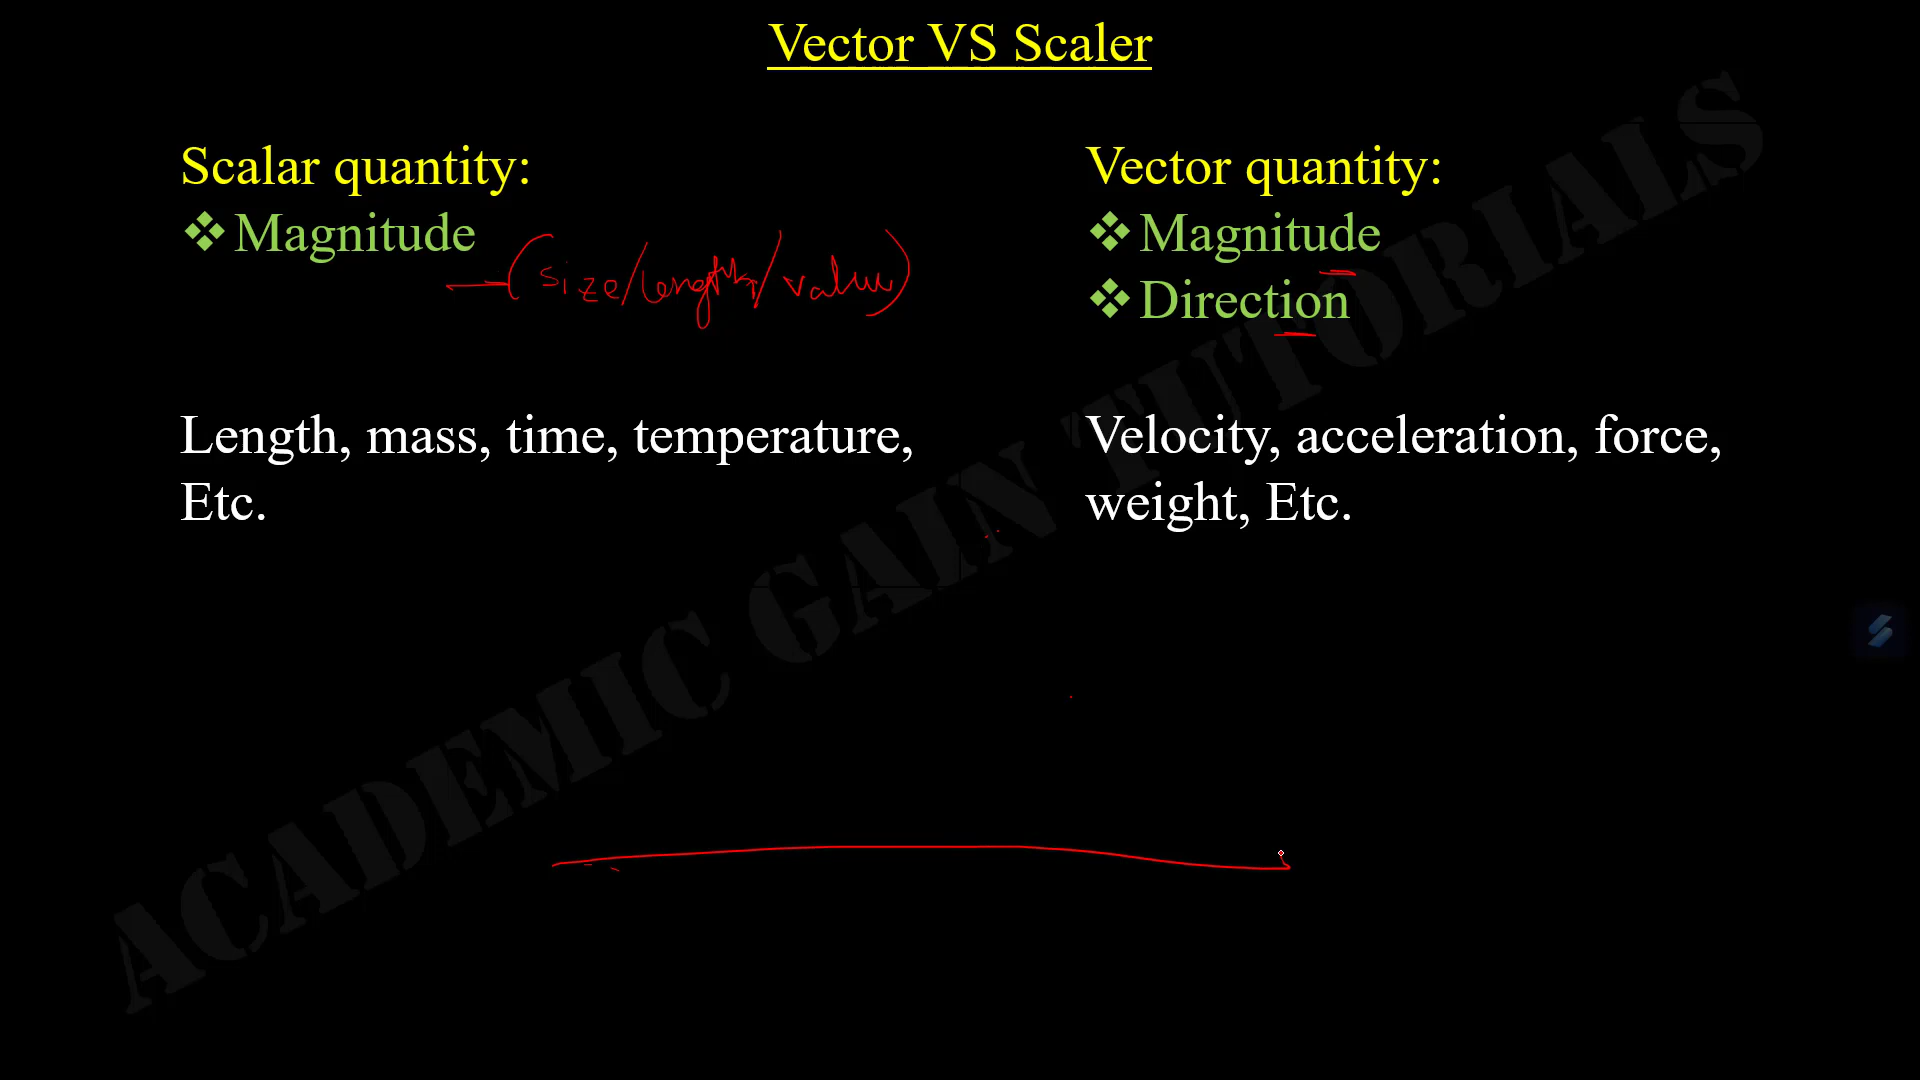 Vector VS Scaler
Scalar quantity:
❖ Magnitude
(size/length/value)
Length, mass, time, temperature,
Etc.
Vector quantity:
❖ Magnitude
❖ Direction
Velocity, acceleration, force,
weight, Etc.
ACADEMIC GAIN TUTORIALS